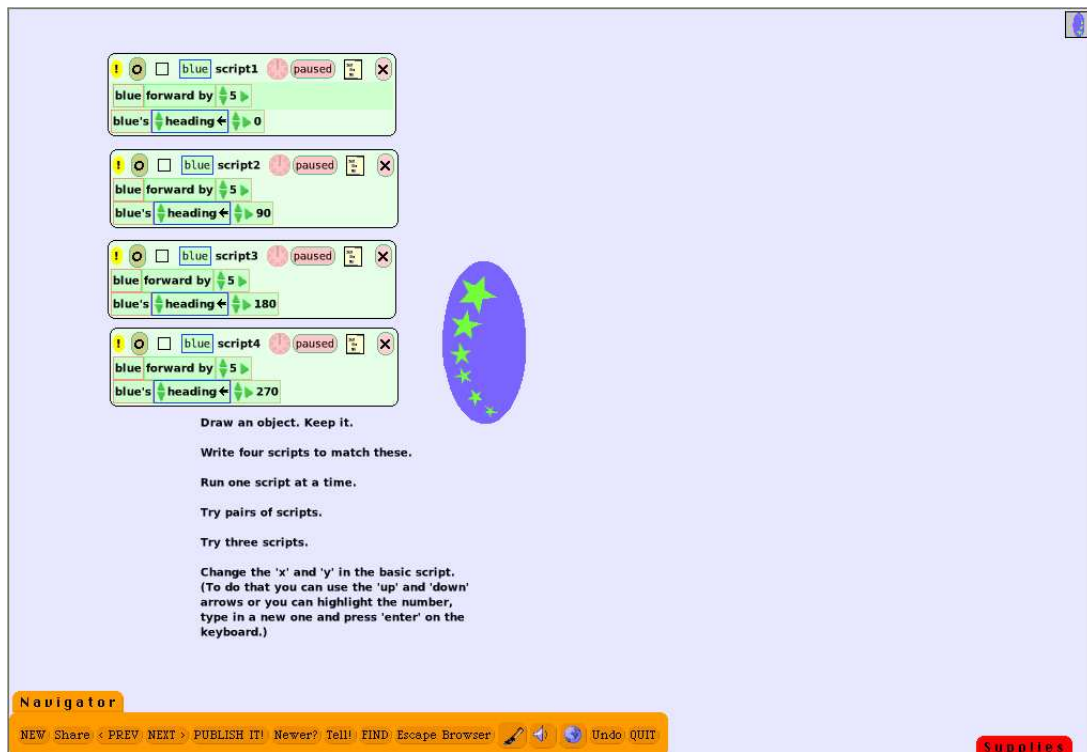 ! blue script1 paused
blue forward by 5
blue's heading 0
! blue script2 paused
blue forward by 5
blue's heading 90
! blue script3 paused
blue forward by 5
blue's heading 180
! blue script4 paused
blue forward by 5
blue's heading 270
Draw an object. Keep it.
Write four scripts to match these.
Run one script at a time.
Try pairs of scripts.
Try three scripts.
Change the 'x' and 'y' in the basic script.
(To do that you can use the 'up' and 'down'
arrows or you can highlight the number,
type in a new one and press 'enter' on the
keyboard.)
Navigator
NEW Share < PREV NEXT > PUBLISH IT! Newer? Tell! FIND Escape Browser Undo QUIT
Supplies